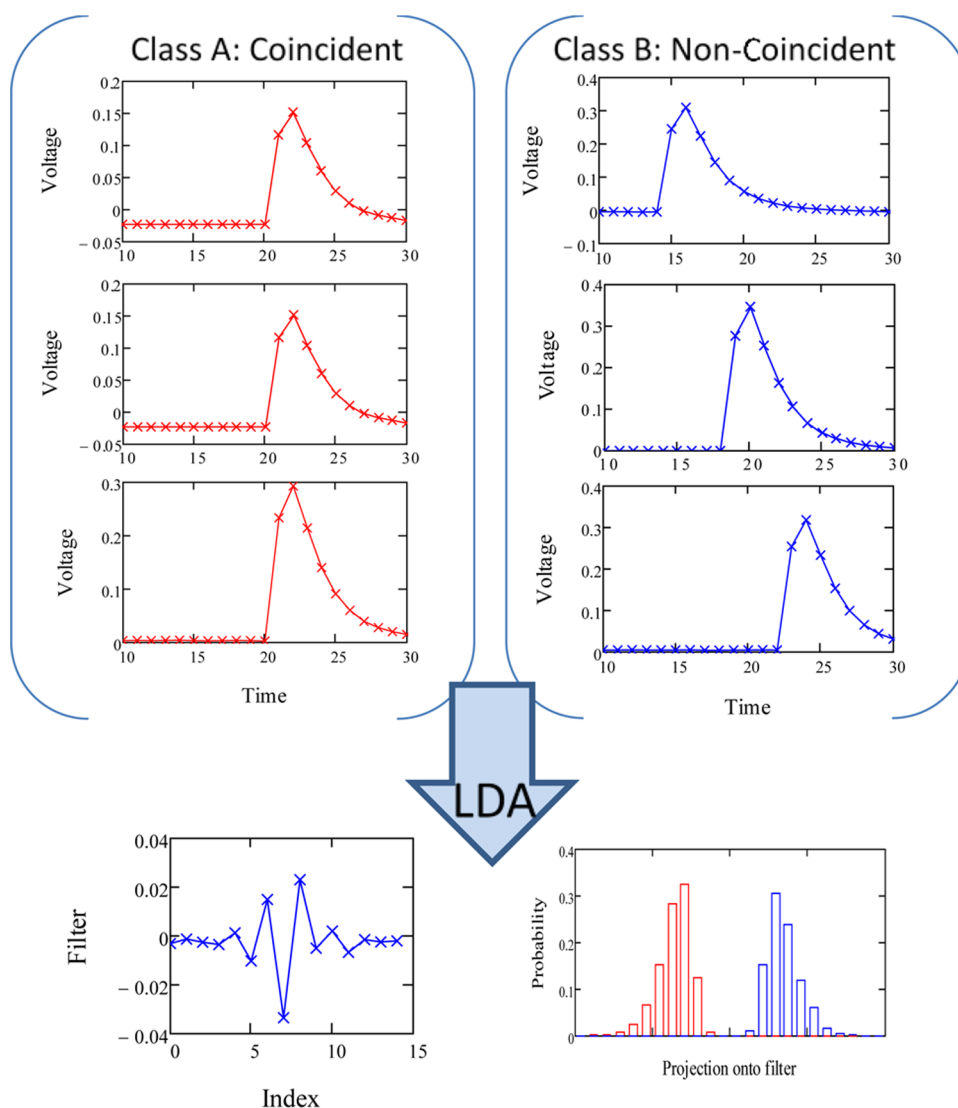 Class A: Coincident
Class B: Non-Coincident
0.2
0.15
0.1
0.05
0
– 0.05
10 15 20 25 30
Voltage
0.4
0.3
0.2
0.1
0
– 0.1
10 15 20 25 30
Voltage
0.2
0.15
0.1
0.05
0
– 0.05
10 15 20 25 30
Voltage
0.4
0.3
0.2
0.1
0
10 15 20 25 30
Voltage
0.3
0.2
0.1
0
10 15 20 25 30
Voltage
Time
0.4
0.3
0.2
0.1
0
10 15 20 25 30
Voltage
Time
LDA
0.04
0.02
0
– 0.02
– 0.04
0 5 10 15
Filter
Index
0.4
0.3
0.2
0.1
0
Probability
Projection onto filter